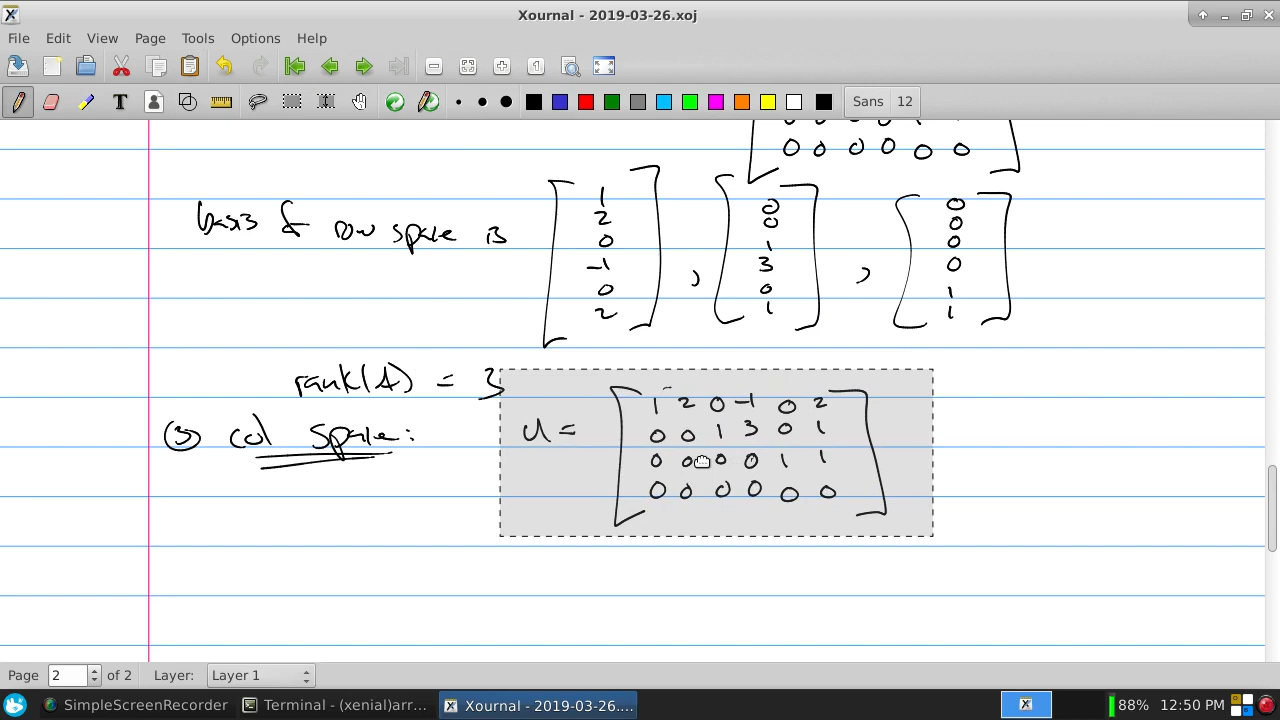 Xournal - 2019-03-26.xoj
File Edit View Page Tools Options Help
Sans 12
0 0 0 0 0 0
basis of row space is
1 0 0
2 0 0
0 1 0
-1 3 0
0 0 1
2 1 1
, ,
rank(A) = 3
(3) col space:
U =
1 2 0 -1 0 2
0 0 1 3 0 1
0 0 0 0 1 1
0 0 0 0 0 0
Page 2 of 2 Layer: Layer 1
SimpleScreenRecorder Terminal - (xenial)arr... Xournal - 2019-03-26.... 88% 12:50 PM